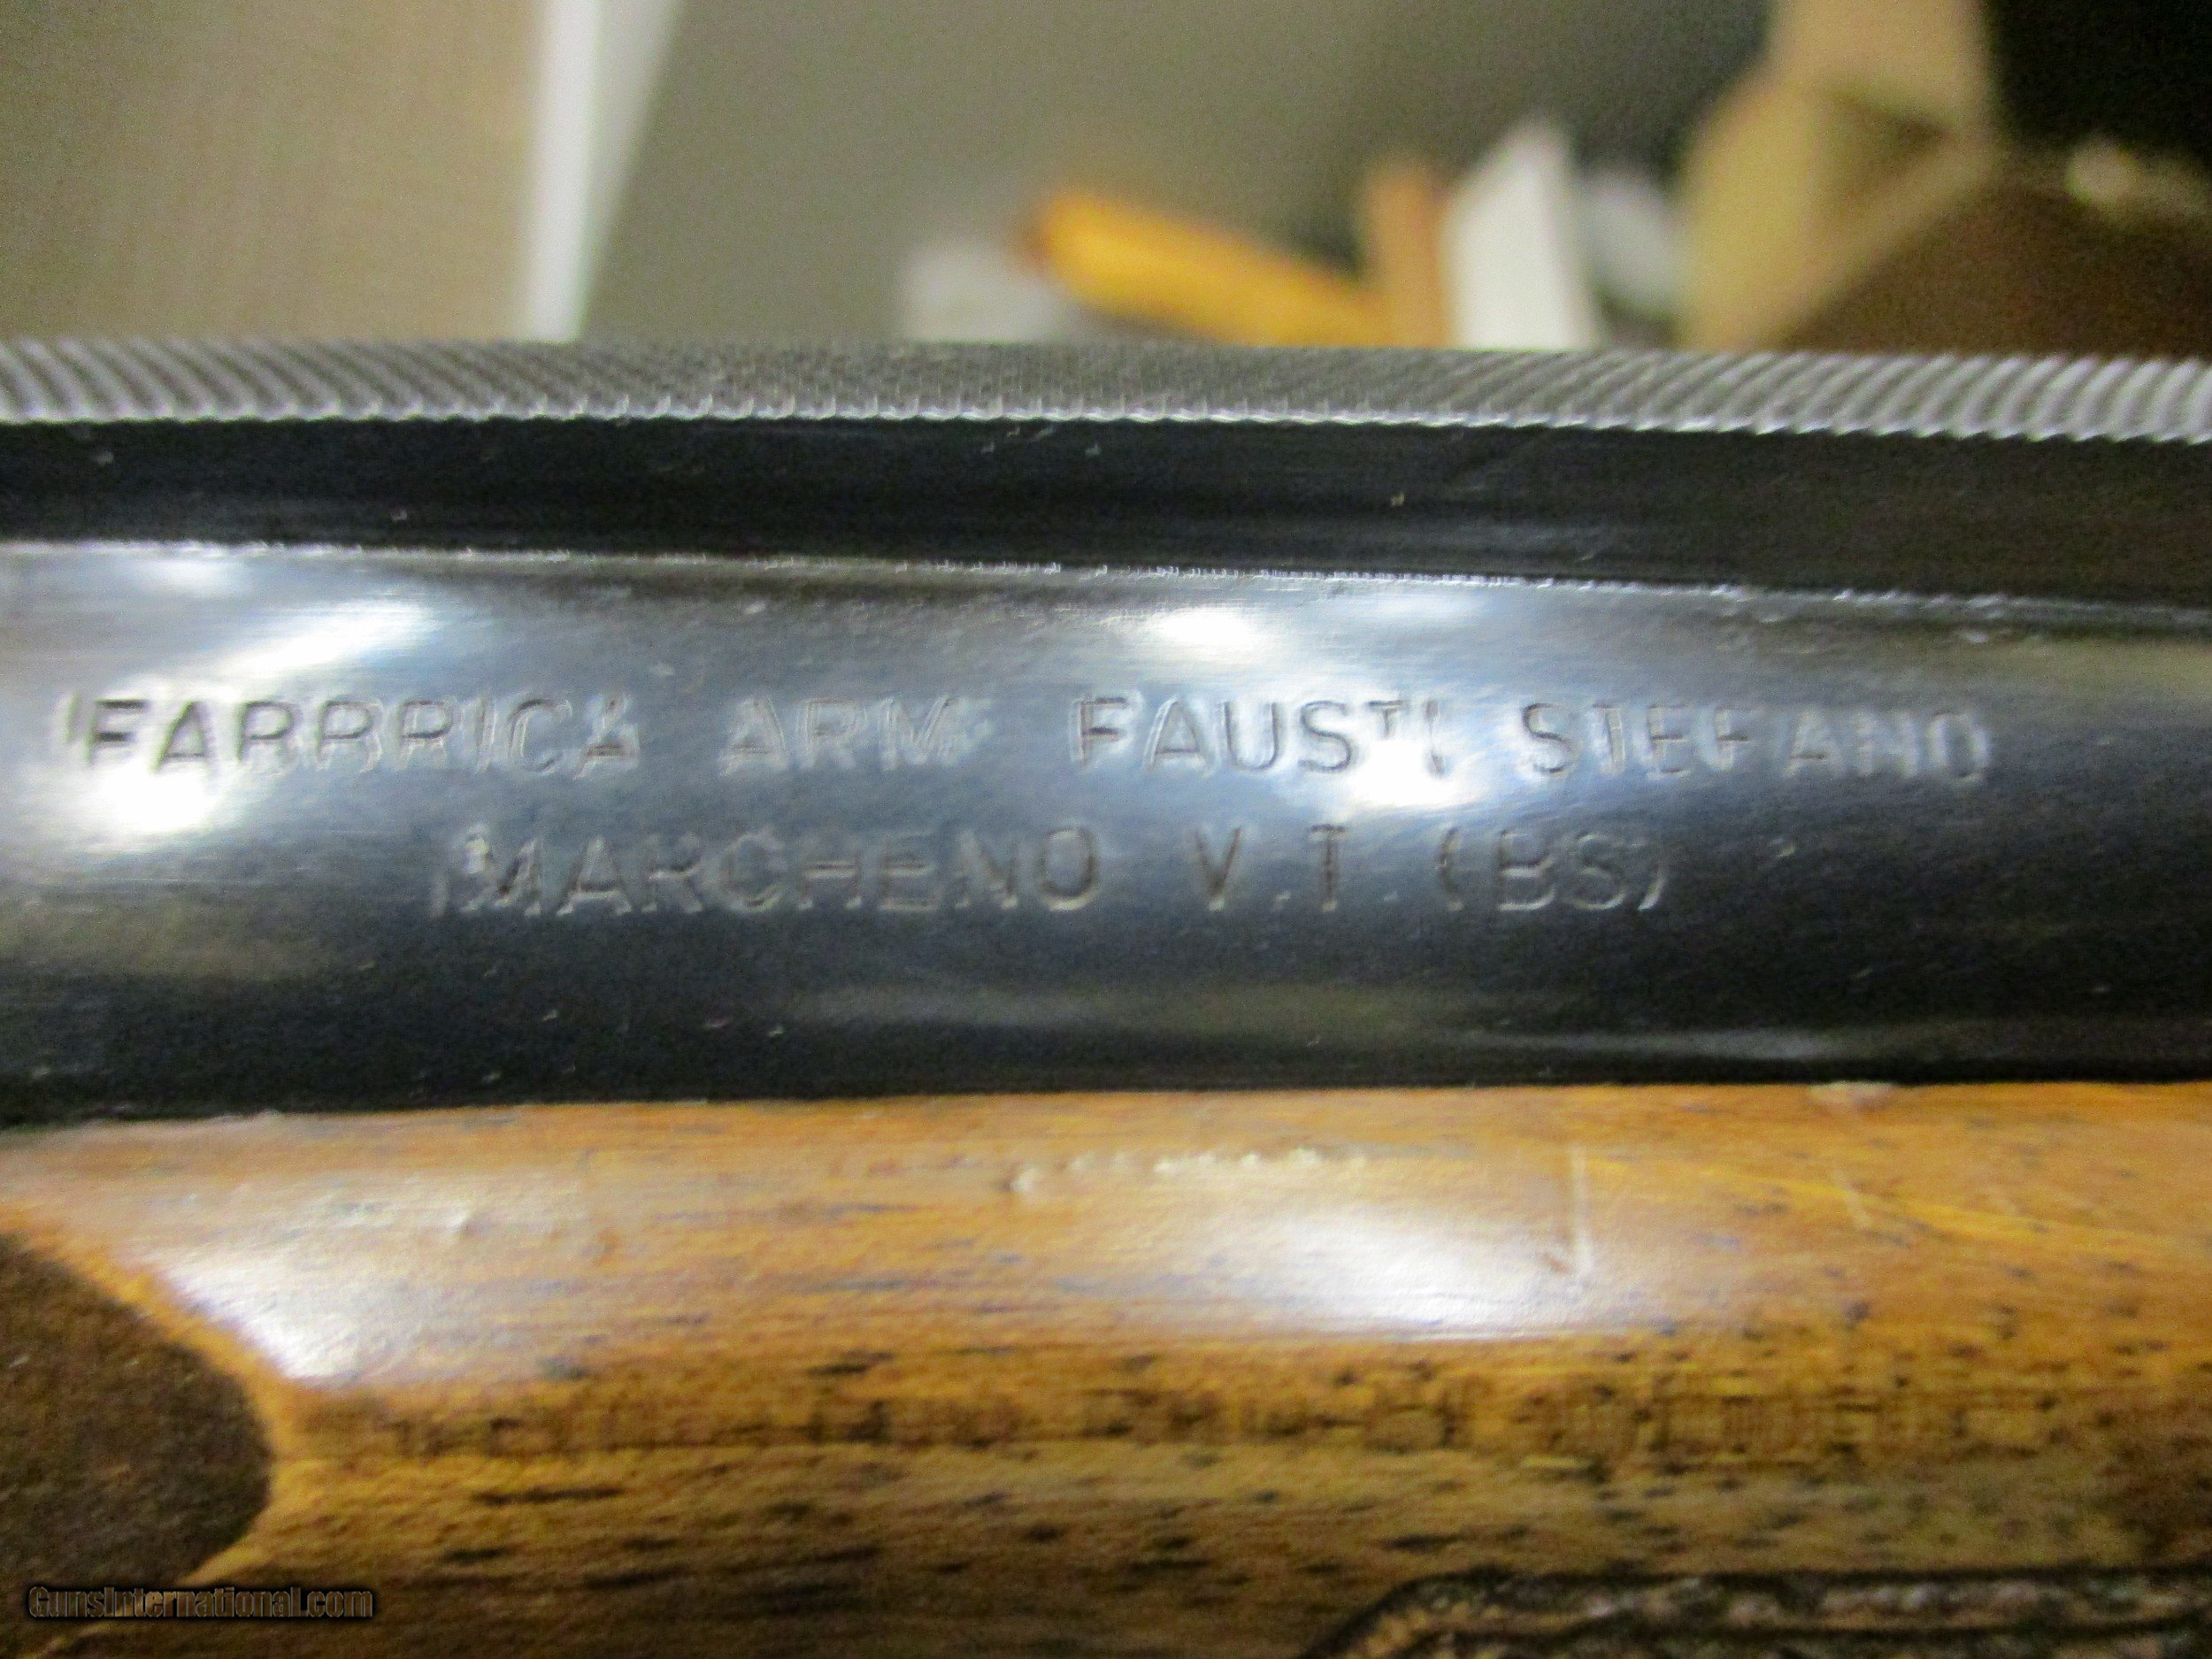 FABBRICA ARMI FAUSTI STEFANO
MARCHENO V.T. (BS)
GunsInternational.com